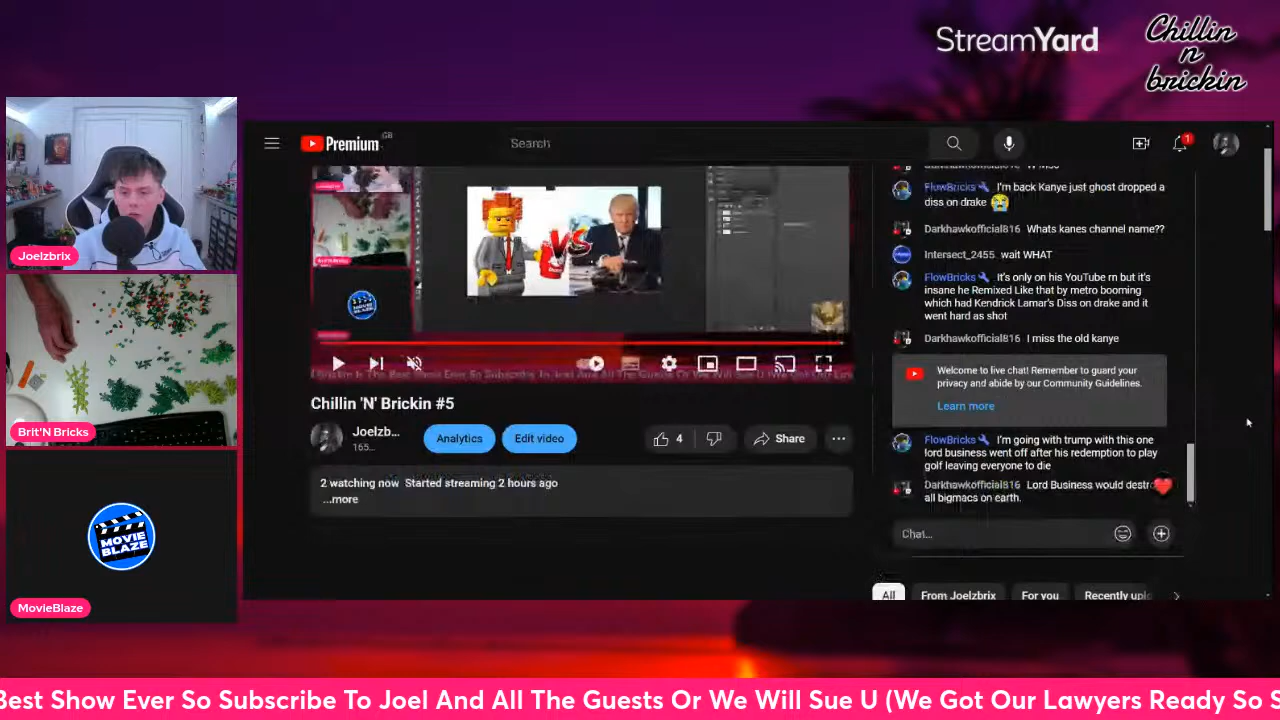 StreamYard
Chillin
n
brickin
Joelzbrix
Brit'N Bricks
MOVIE
BLAZE
MovieBlaze
Premium
GB
Search
1
VS
Chillin 'N' Brickin #5
Joelzb...
165...
Analytics
Edit video
4
Share
2 watching now Started streaming 2 hours ago
...more
FlowBricks I'm back Kanye just ghost dropped a
diss on drake
Darkhawkofficial816 Whats kanes channel name??
Intersect_2455 wait WHAT
FlowBricks It's only on his YouTube rn but it's
insane he Remixed Like that by metro booming
which had Kendrick Lamar's Diss on drake and it
went hard as shot
Darkhawkofficial816 I miss the old kanye
Welcome to live chat! Remember to guard your
privacy and abide by our Community Guidelines.
Learn more
FlowBricks I'm going with trump with this one
lord business went off after his redemption to play
golf leaving everyone to die
Darkhawkofficial816 Lord Business would destro
all bigmacs on earth.
Chat...
All
From Joelzbrix
For you
Recently uplo
Best Show Ever So Subscribe To Joel And All The Guests Or We Will Sue U (We Got Our Lawyers Ready So S